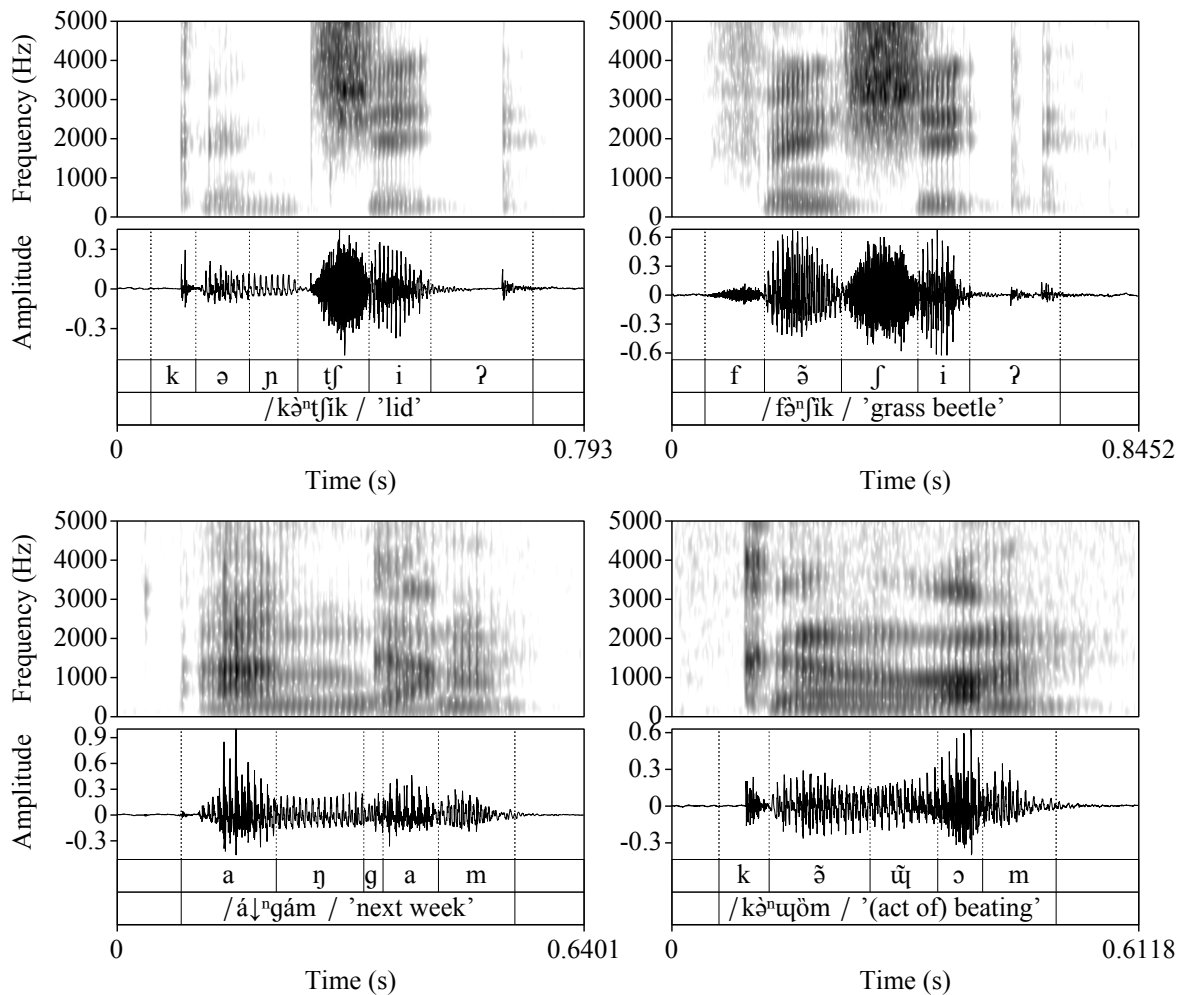 5000
4000
3000
2000
1000
0
Frequency (Hz)
0.3
0
-0.3
Amplitude
k ə ɲ tʃ i ʔ
/kə̀ⁿtʃìk / ’lid’
0 0.793
Time (s)
5000
4000
3000
2000
1000
0
0.6
0.3
0
-0.3
-0.6
f ə̃ ʃ i ʔ
/fə̀ⁿʃìk / ’grass beetle’
0 0.8452
Time (s)
5000
4000
3000
2000
1000
0
Frequency (Hz)
0.9
0.6
0.3
0
-0.3
Amplitude
a ŋ ɡ a m
/á↓ⁿɡám / ’next week’
0 0.6401
Time (s)
5000
4000
3000
2000
1000
0
0.6
0.3
0
-0.3
k ə̃ ɰ̃ ɔ m
/kə̀ⁿɰɔ̀m / ’(act of) beating’
0 0.6118
Time (s)